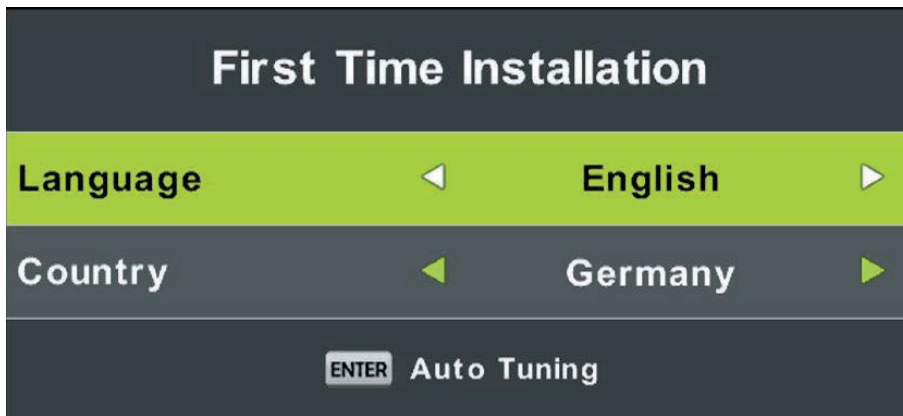 First Time Installation
Language English
Country Germany
ENTER Auto Tuning